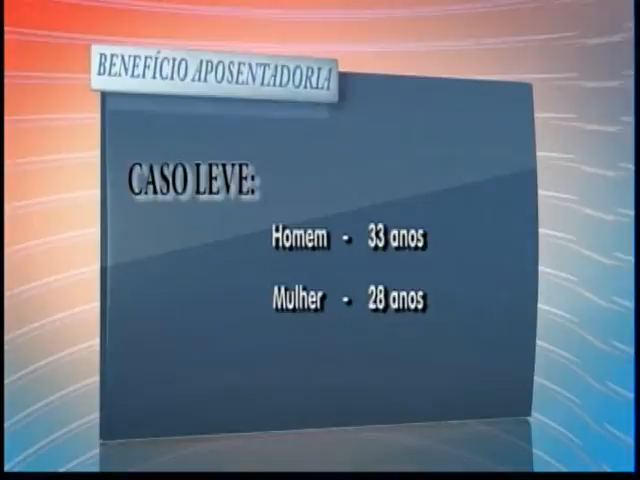 BENEFÍCIO APOSENTADORIA
CASO LEVE:
Homem - 33 anos
Mulher - 28 anos